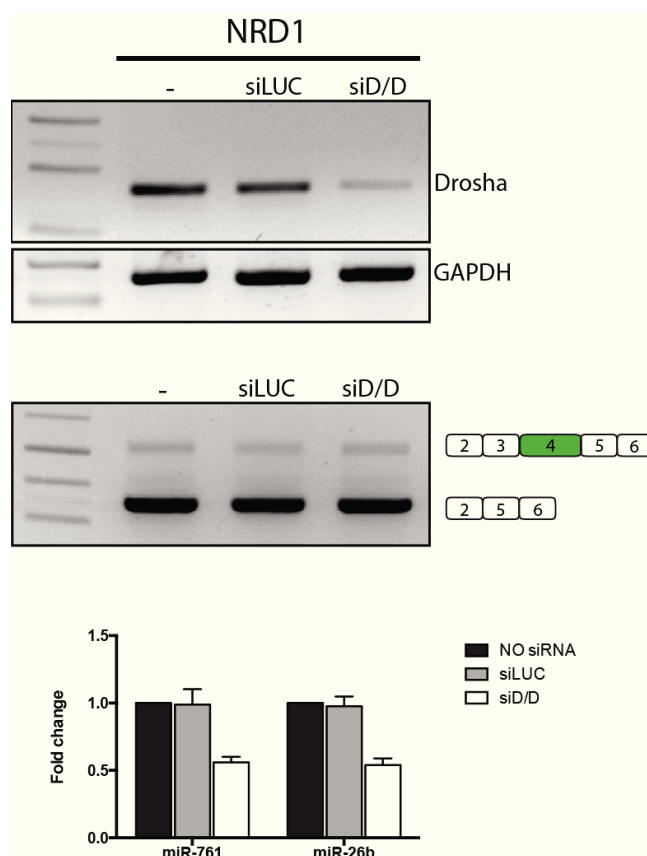 NRD1
- siLUC siD/D
Drosha
GAPDH
- siLUC siD/D
2 3 4 5 6
2 5 6
1.5
1.0
0.5
0.0
Fold change
NO siRNA
siLUC
siD/D
miR-761 miR-26b